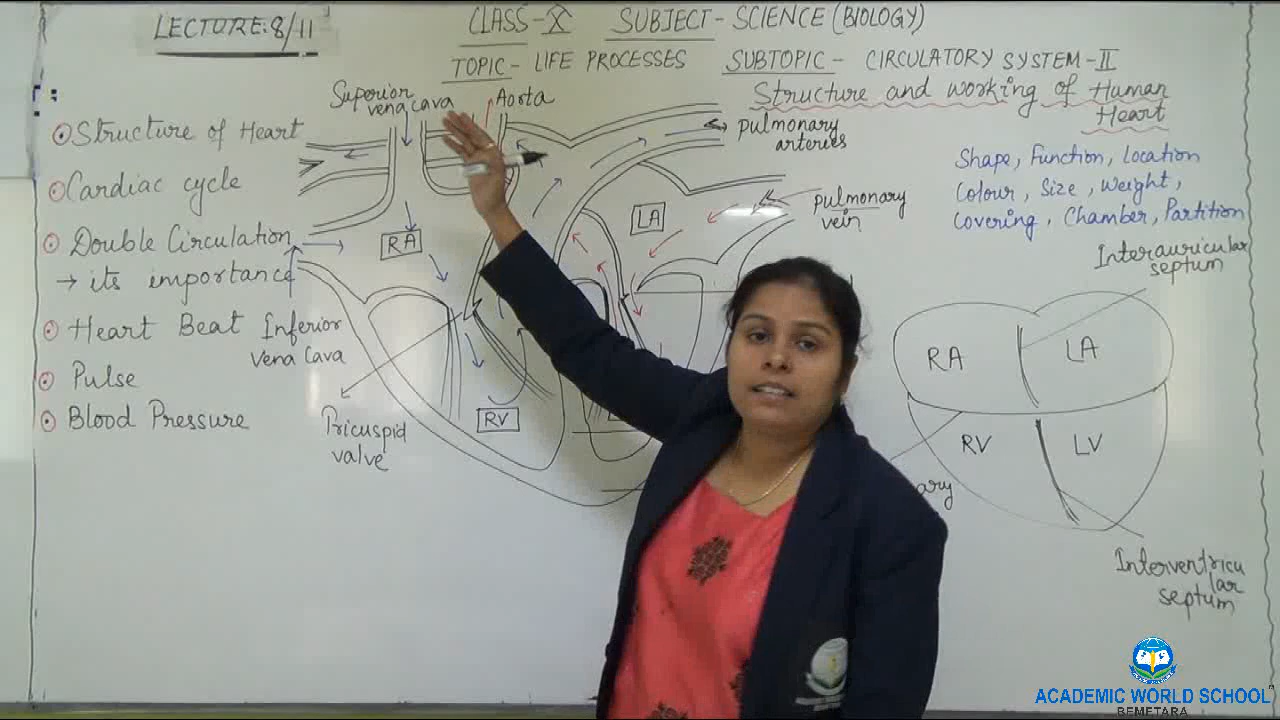 LECTURE: 8/11
CLASS-X SUBJECT- SCIENCE (BIOLOGY)
TOPIC- LIFE PROCESSES SUBTOPIC- CIRCULATORY SYSTEM-II
Structure and working of Human
Heart
Structure of Heart
Cardiac cycle
Double Circulation
→ its importance
Heart Beat
Pulse
Blood Pressure
Superior
vena cava
Aorta
pulmonary
arteries
pulmonary
vein
RA
LA
RV
Inferior
Vena Cava
Tricuspid
valve
Shape, Function, Location
Colour, Size, Weight,
Covering, Chamber, Partition
Interauricular
septum
RA
LA
RV
LV
Interventricu
lar
septum
ACADEMIC WORLD SCHOOL
BEMETARA